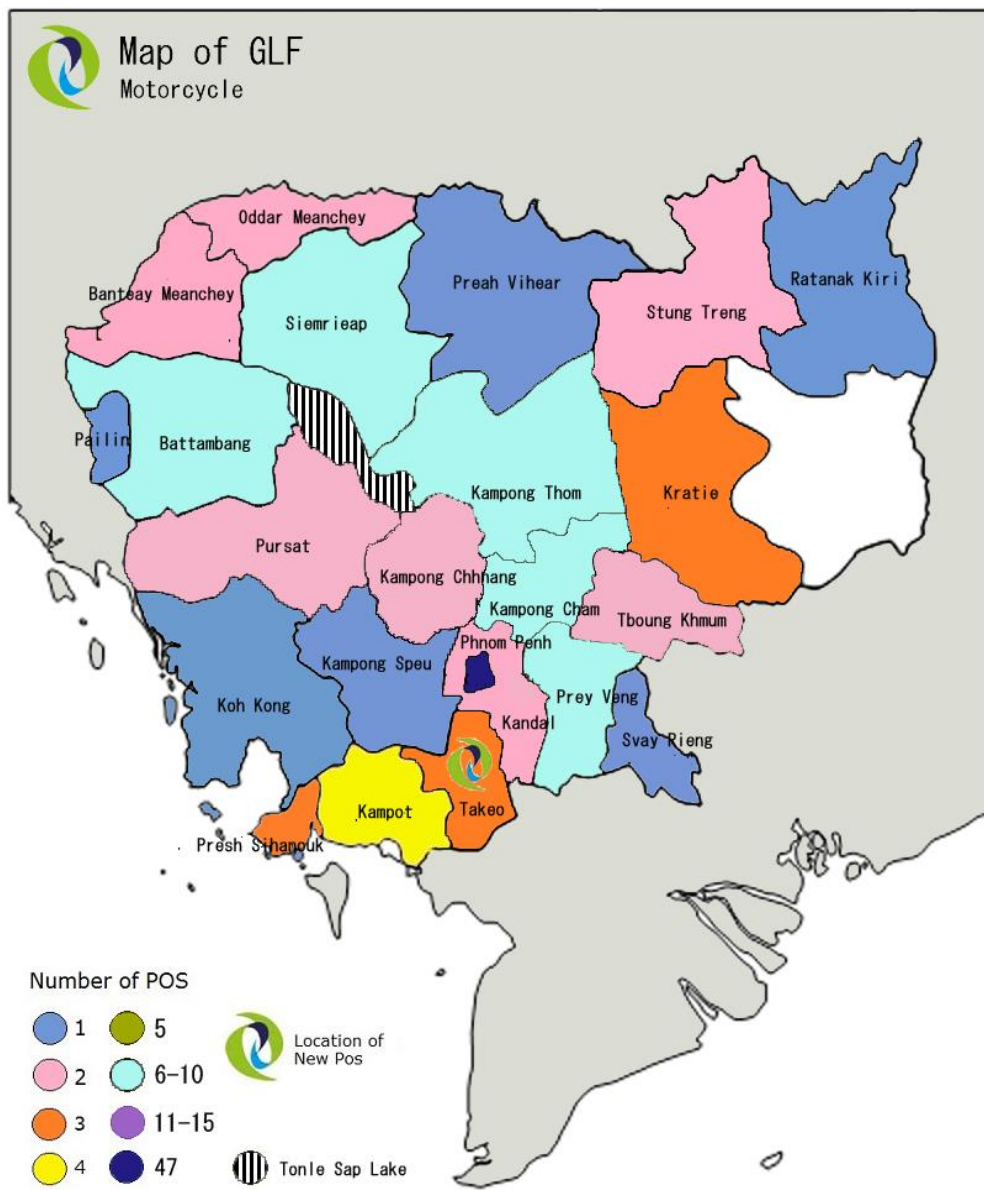 Map of GLF
Motorcycle
Oddar Meanchey
Banteay Meanchey
Siemrieap
Preah Vihear
Stung Treng
Ratanak Kiri
Pailin
Battambang
Kampong Thom
Kratie
Pursat
Kampong Chhnang
Kampong Cham
Tboung Khmum
Phnom Penh
Kampong Speu
Koh Kong
Prey Veng
Kandal
Svay Rieng
Kampot
Takeo
Presh Sihanouk
Number of POS
1
5
2
6-10
3
11-15
4
47
Location of
New Pos
Tonle Sap Lake